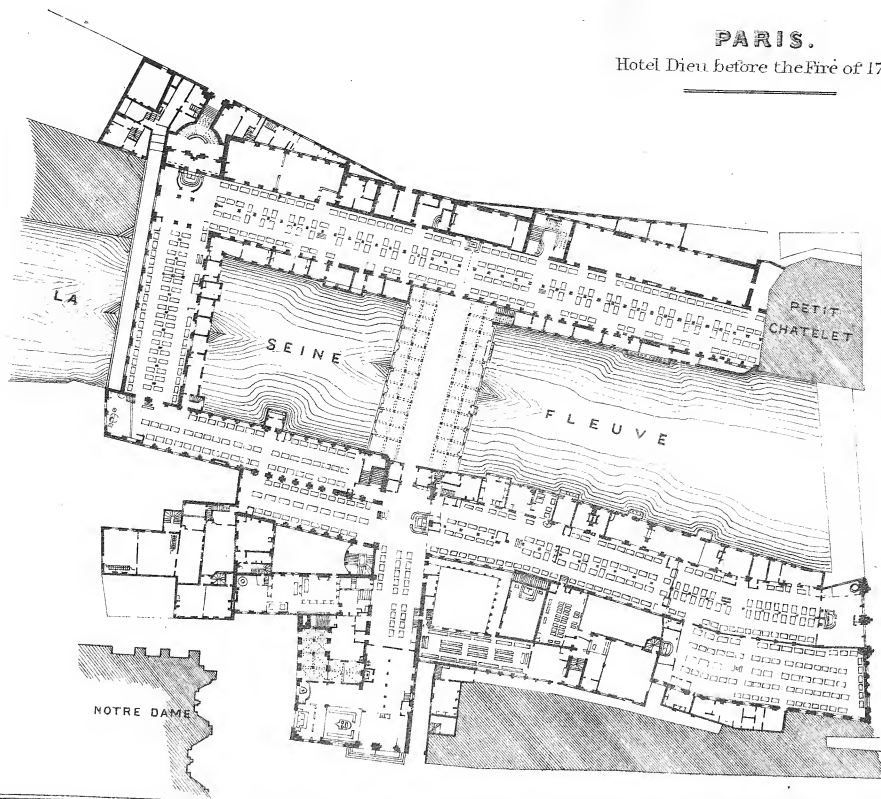 PARIS.
Hotel Dieu before the Fire of 17
LA
SEINE
FLEUVE
PETIT
CHATELET
NOTRE DAME